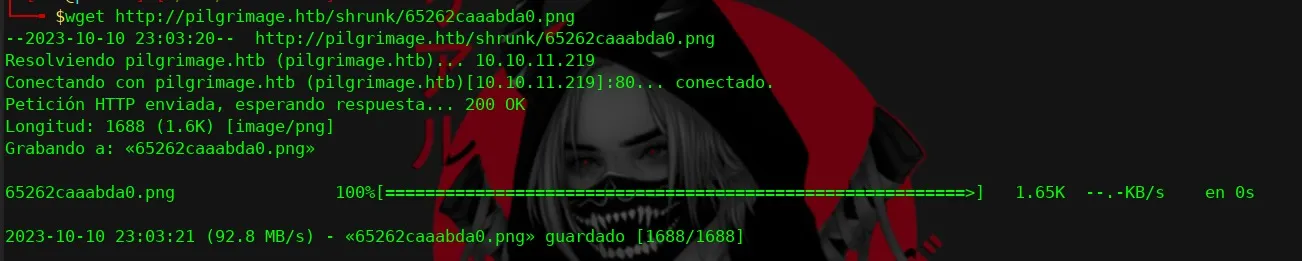 $wget http://pilgrimage.htb/shrunk/65262caaabda0.png
--2023-10-10 23:03:20--  http://pilgrimage.htb/shrunk/65262caaabda0.png
Resolviendo pilgrimage.htb (pilgrimage.htb)... 10.10.11.219
Conectando con pilgrimage.htb (pilgrimage.htb)[10.10.11.219]:80... conectado.
Petición HTTP enviada, esperando respuesta... 200 OK
Longitud: 1688 (1.6K) [image/png]
Grabando a: «65262caaabda0.png»
65262caaabda0.png 100%[==========================================================>] 1.65K --.-KB/s en 0s
2023-10-10 23:03:21 (92.8 MB/s) - «65262caaabda0.png» guardado [1688/1688]